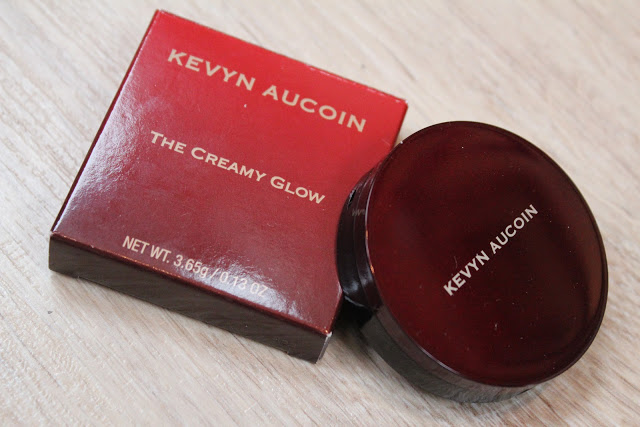 KEVYN AUCOIN
THE CREAMY GLOW
NET WT. 3.65g / 0.13 OZ.
KEVYN AUCOIN